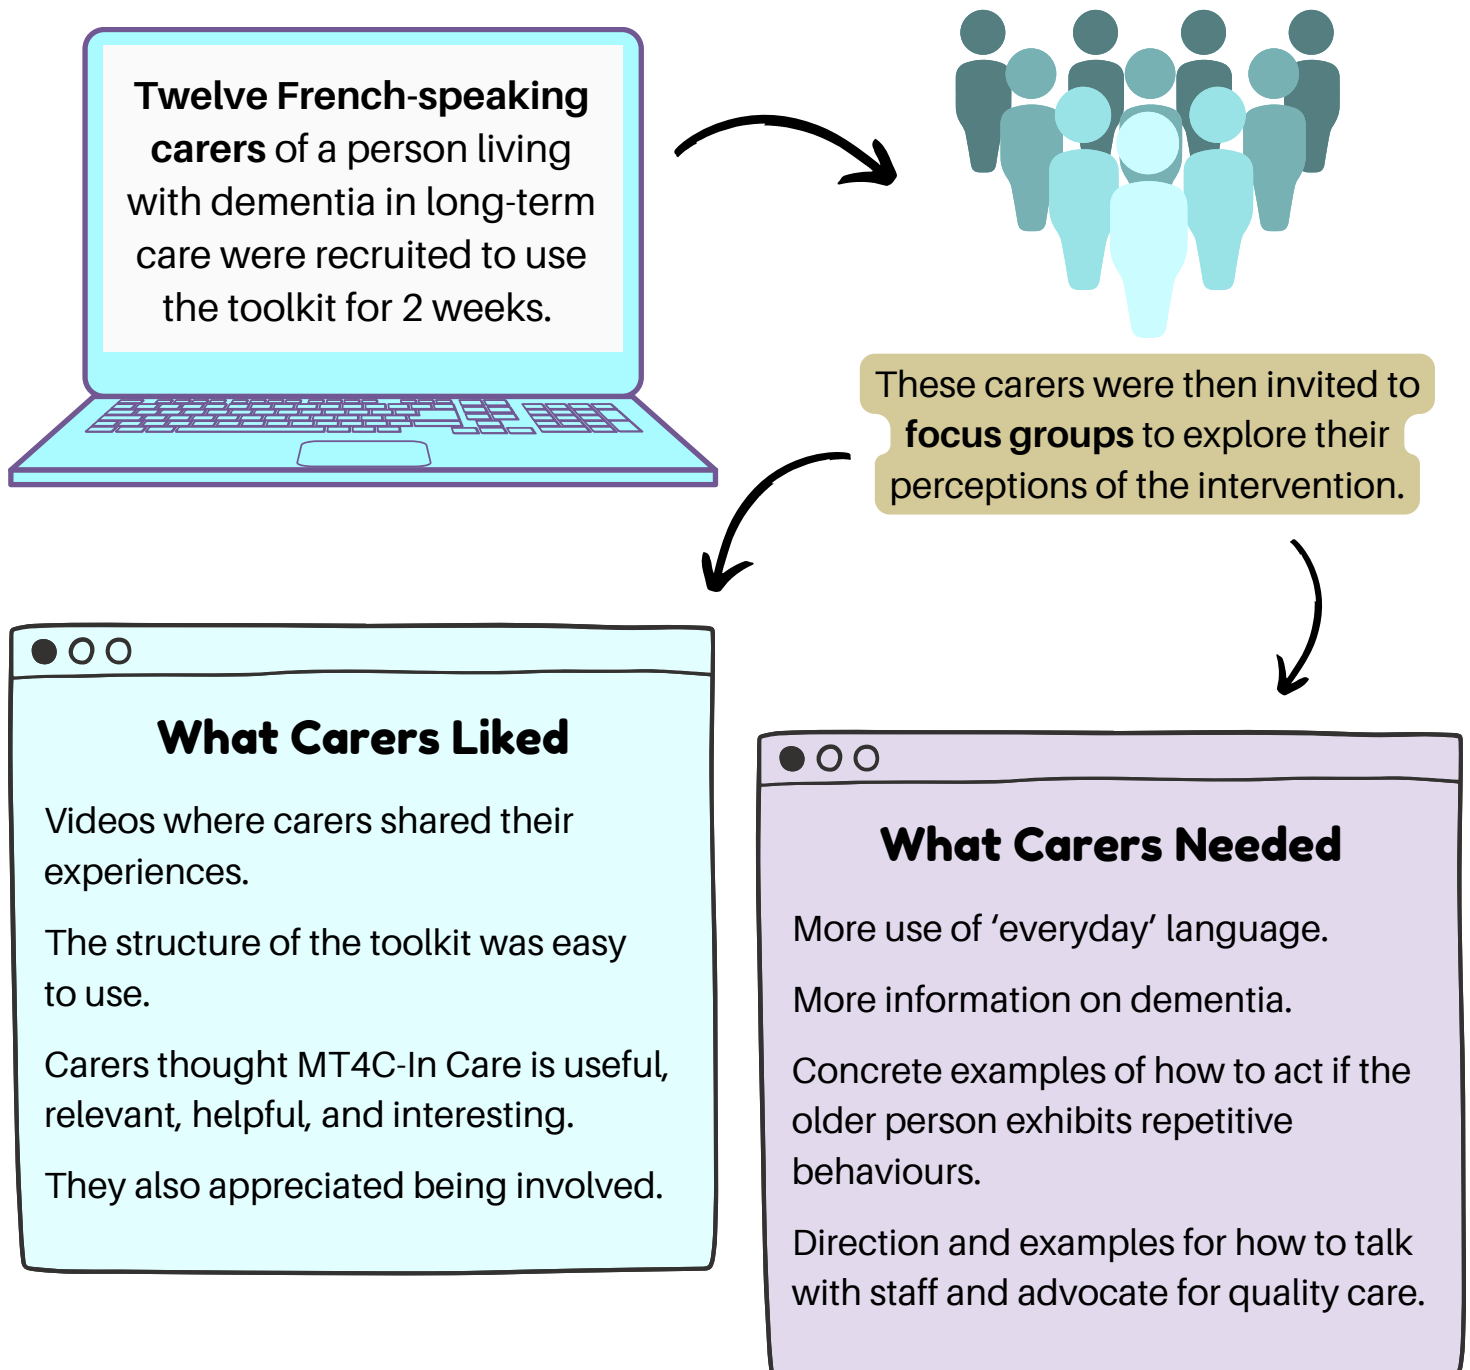 Twelve French-speaking
carers of a person living
with dementia in long-term
care were recruited to use
the toolkit for 2 weeks.
These carers were then invited to
focus groups to explore their
perceptions of the intervention.
What Carers Liked
Videos where carers shared their
experiences.
The structure of the toolkit was easy
to use.
Carers thought MT4C-In Care is useful,
relevant, helpful, and interesting.
They also appreciated being involved.
What Carers Needed
More use of ‘everyday’ language.
More information on dementia.
Concrete examples of how to act if the
older person exhibits repetitive
behaviours.
Direction and examples for how to talk
with staff and advocate for quality care.